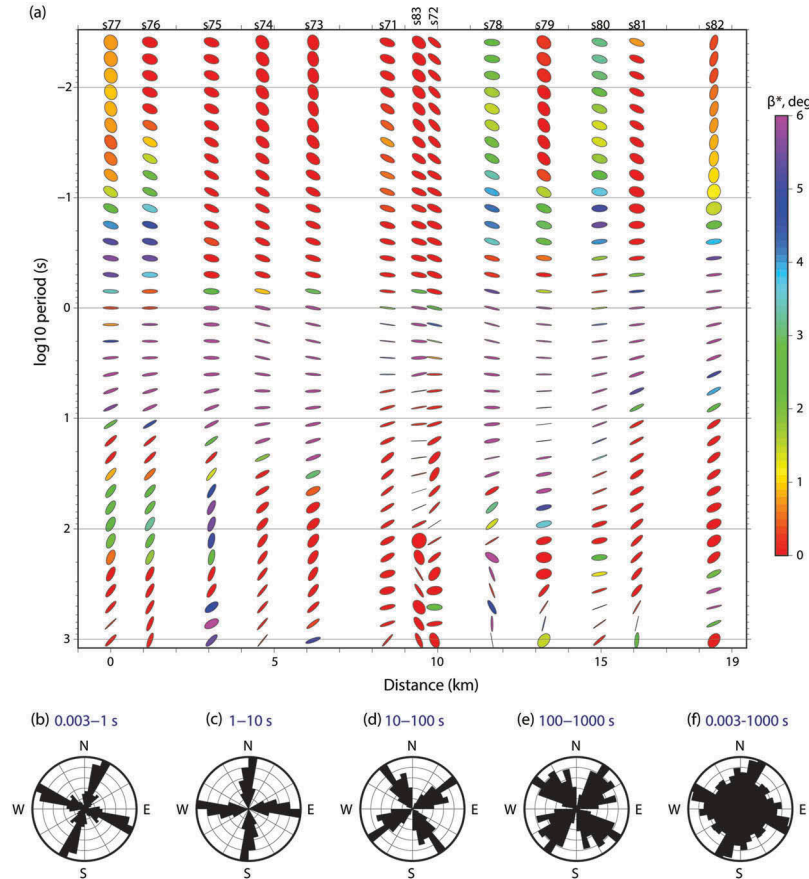 (a)
s77 s76 s75 s74 s73 s71 s83 s72 s78 s79 s80 s81 s82
β*, deg
6
5
4
3
2
1
0
log10 period (s)
−2
−1
0
1
2
3
0 5 10 15 19
Distance (km)
(b) 0.003−1 s
(c) 1−10 s
(d) 10−100 s
(e) 100−1000 s
(f) 0.003-1000 s
N N N N N
W E W E W E W E W E
S S S S S